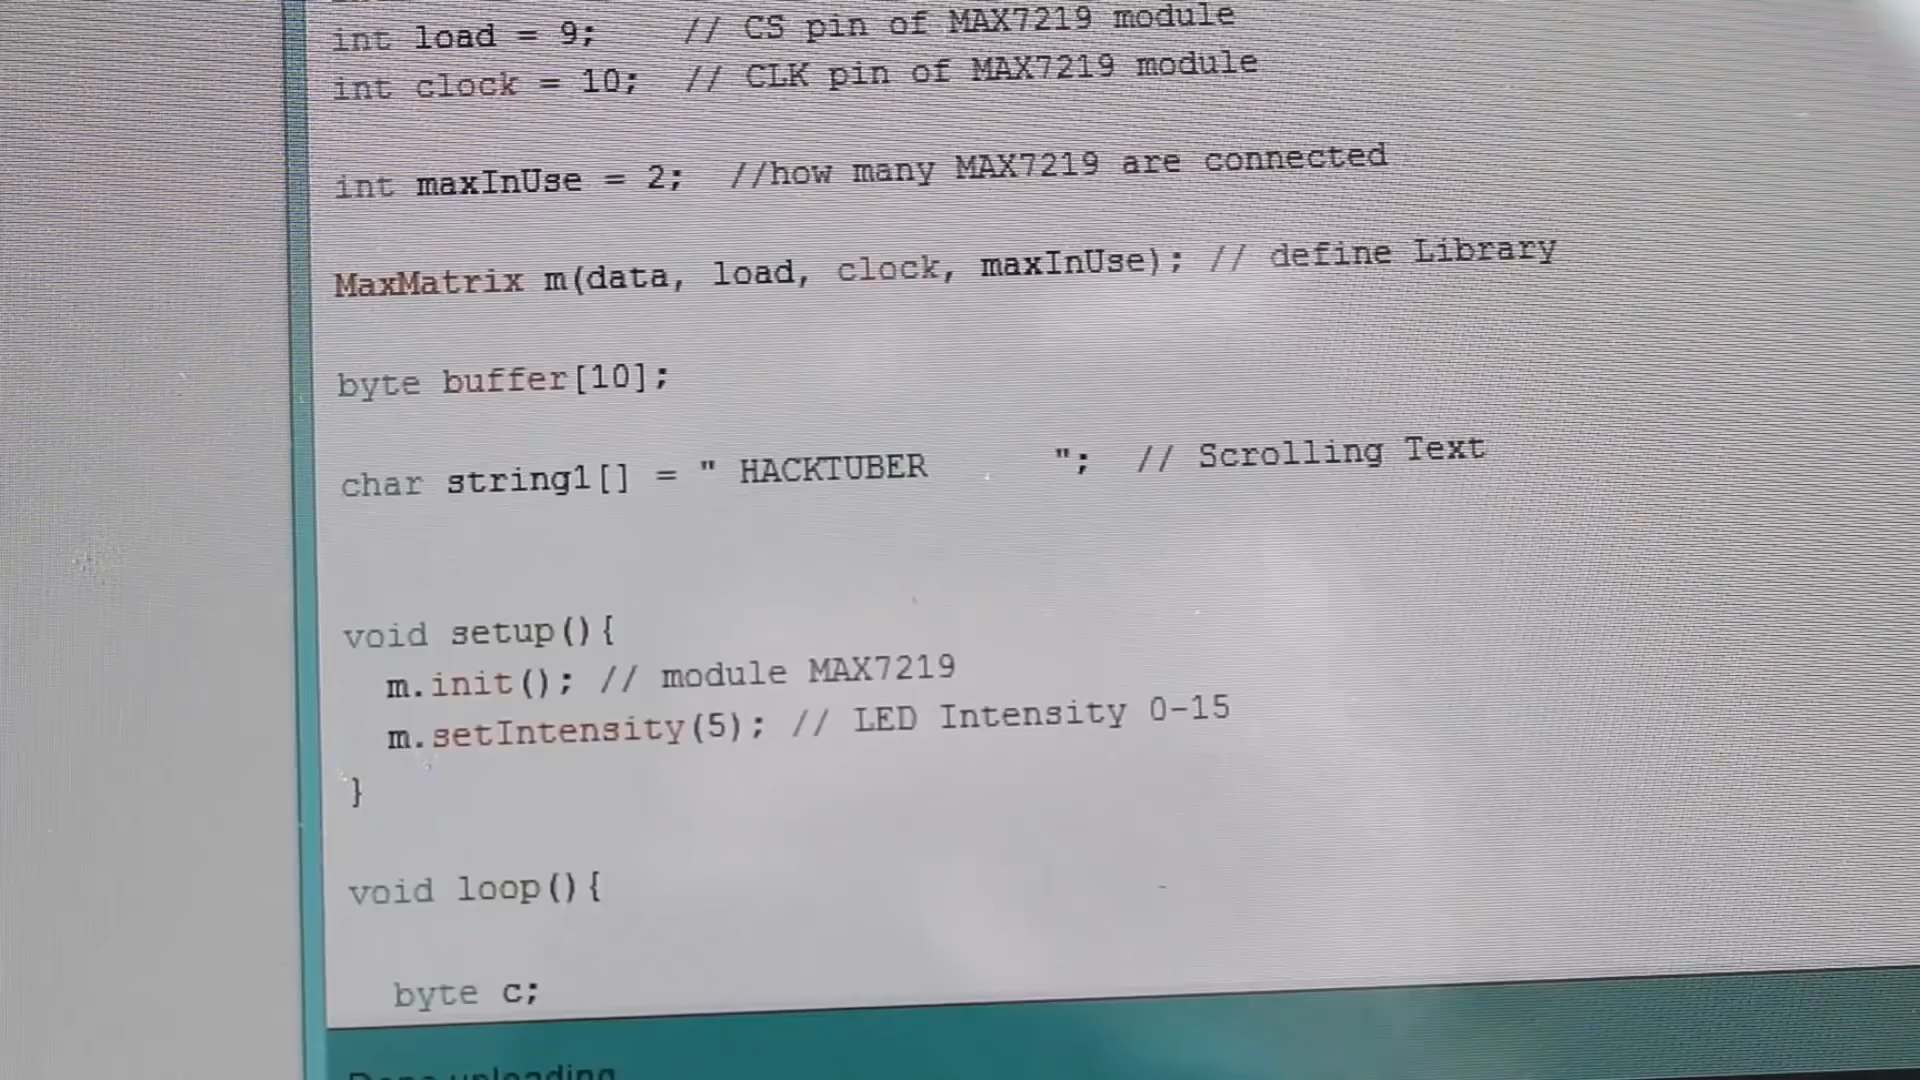 int load = 9;    // CS pin of MAX7219 module
int clock = 10;  // CLK pin of MAX7219 module
int maxInUse = 2;  //how many MAX7219 are connected
MaxMatrix m(data, load, clock, maxInUse); // define Library
byte buffer[10];
char string1[] = " HACKTUBER      ";  // Scrolling Text
void setup(){
m.init(); // module MAX7219
m.setIntensity(5); // LED Intensity 0-15
}
void loop(){
byte c;
Done uploading